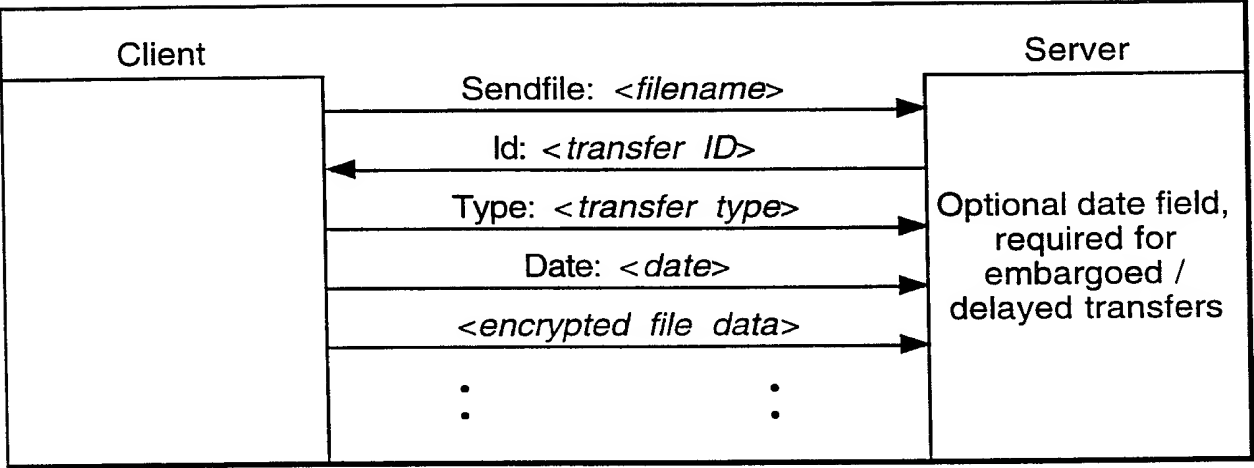 Client
Server
Sendfile: <filename>
Id: <transfer ID>
Type: <transfer type>
Date: <date>
<encrypted file data>
Optional date field,
required for
embargoed /
delayed transfers